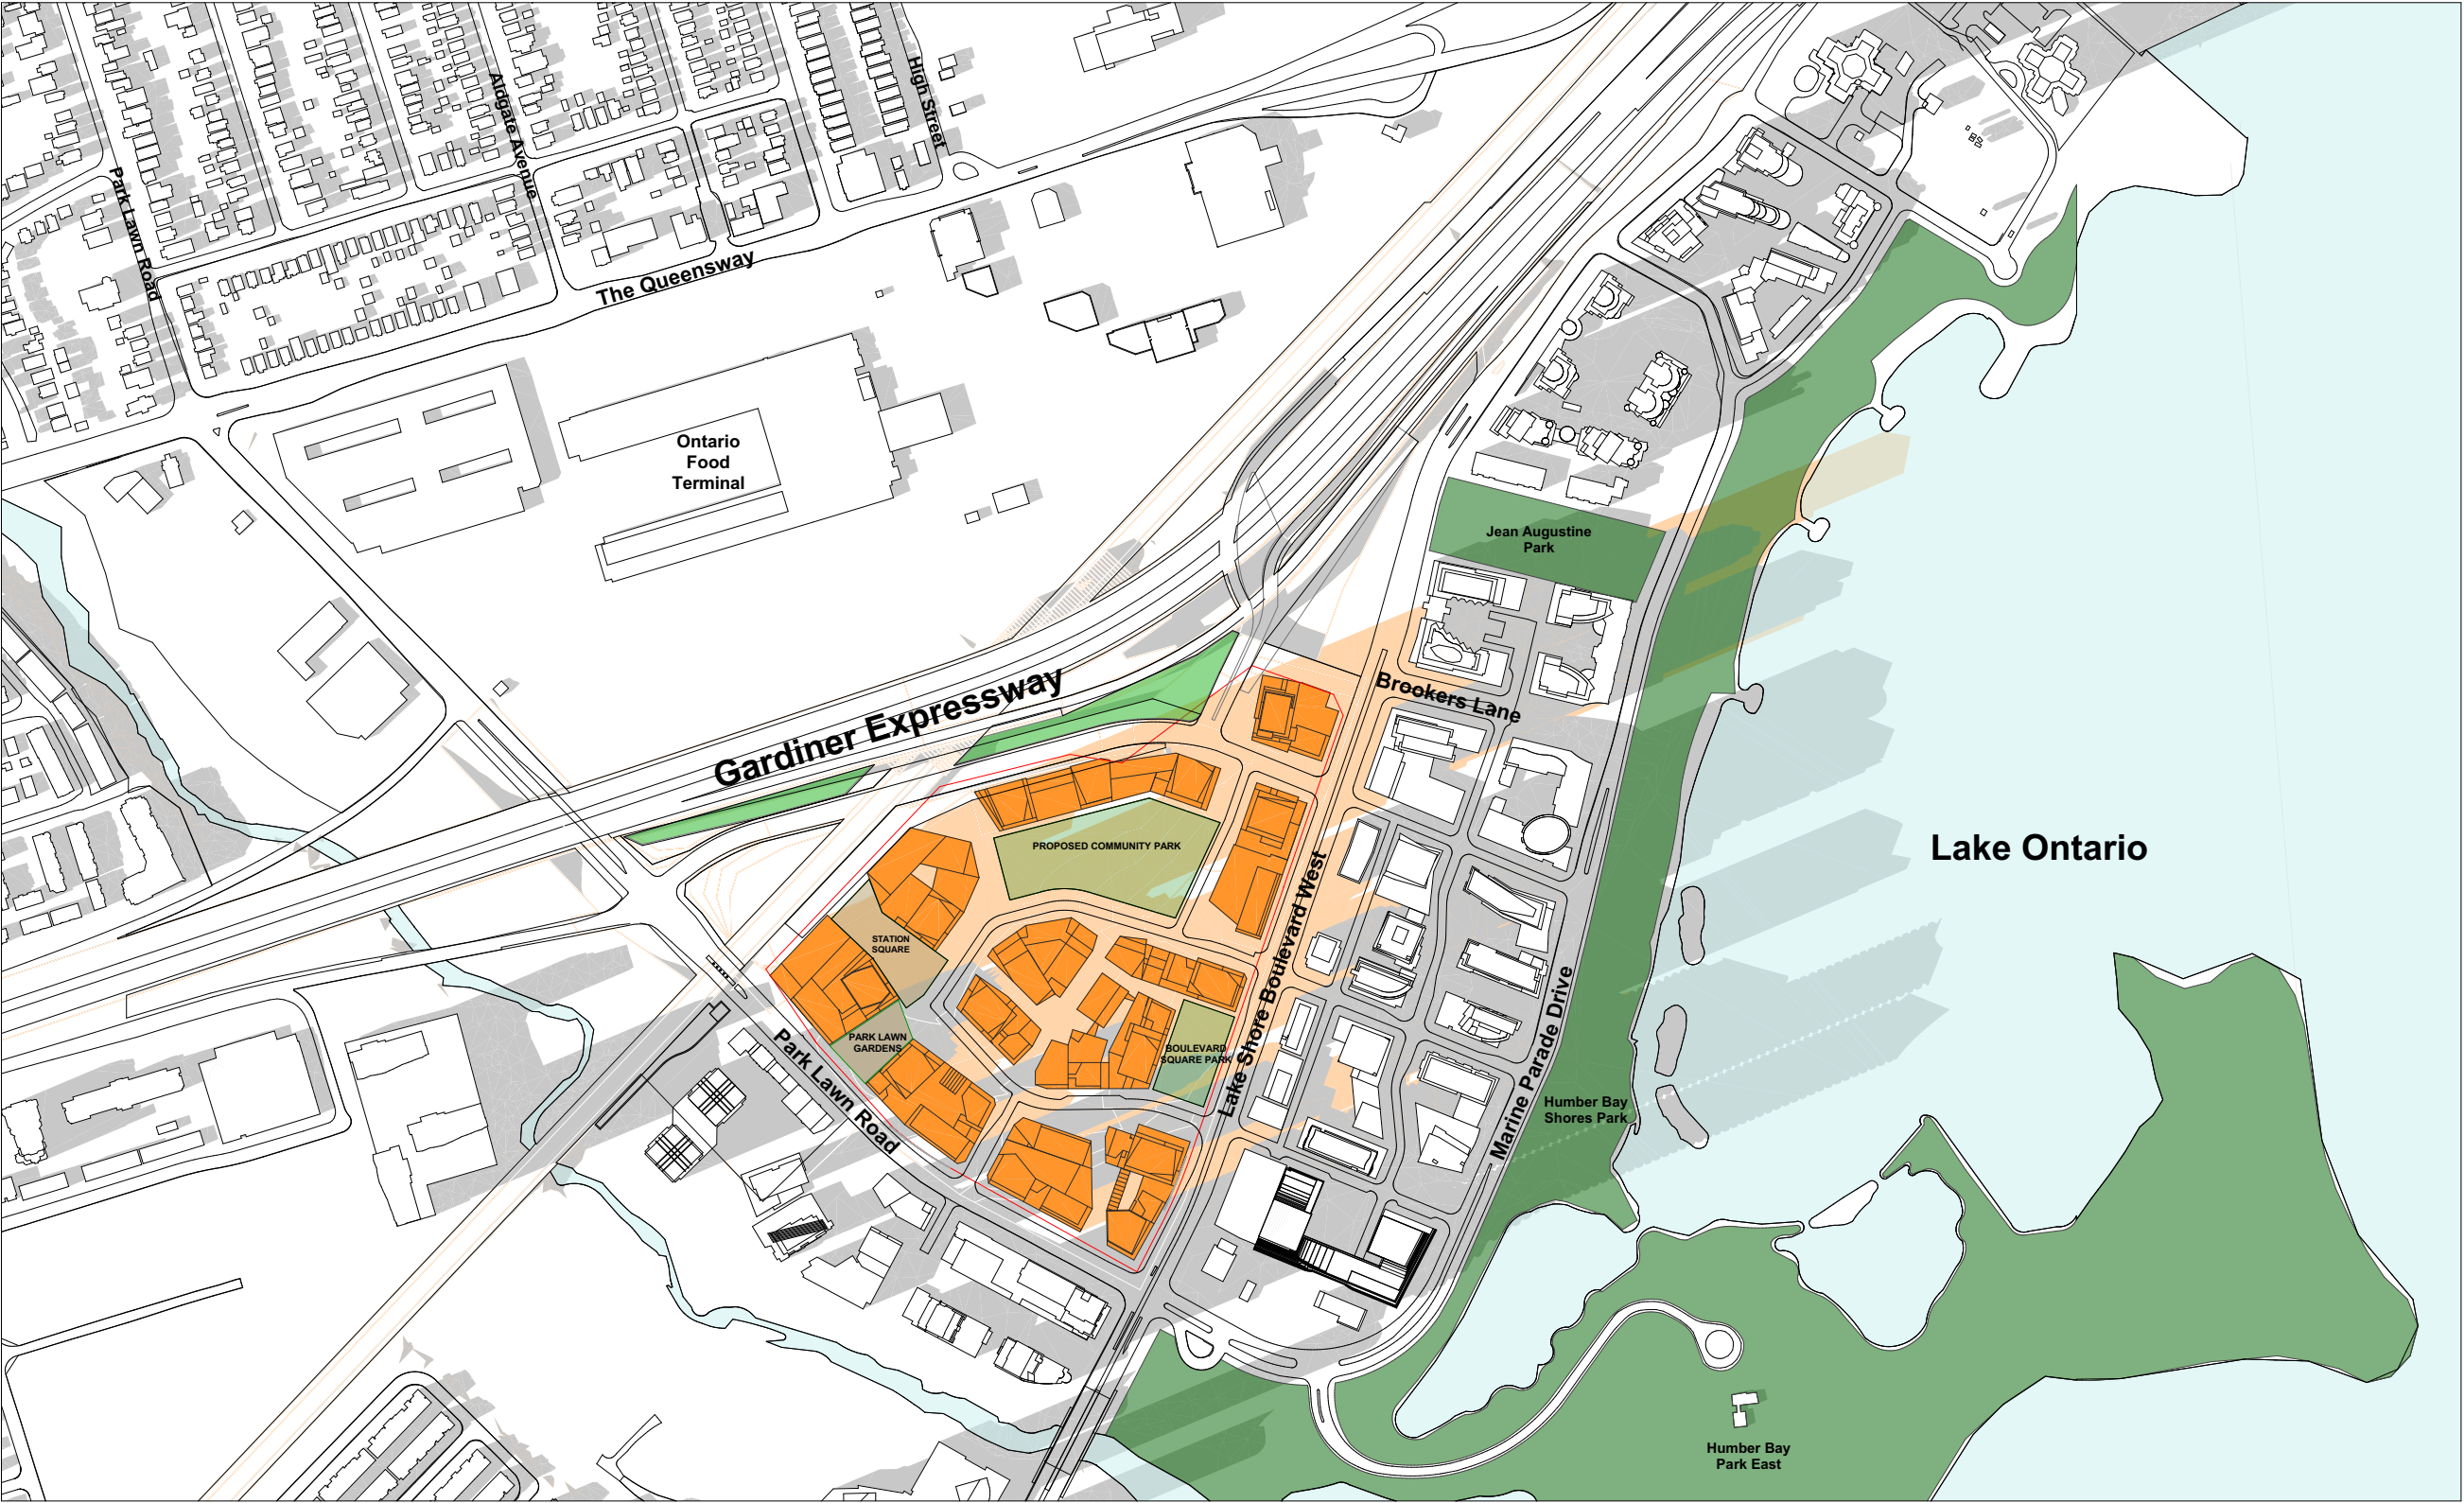 High Street
Aldgate Avenue
Park Lawn Road
The Queensway
Ontario
Food
Terminal
Jean Augustine
Park
Gardiner Expressway
Brookers Lane
PROPOSED COMMUNITY PARK
Lake Ontario
STATION
SQUARE
Lake Shore Boulevard West
PARK LAWN
GARDENS
BOULEVARD
SQUARE PARK
Park Lawn Road
Marine Parade Drive
Humber Bay
Shores Park
Humber Bay
Park East